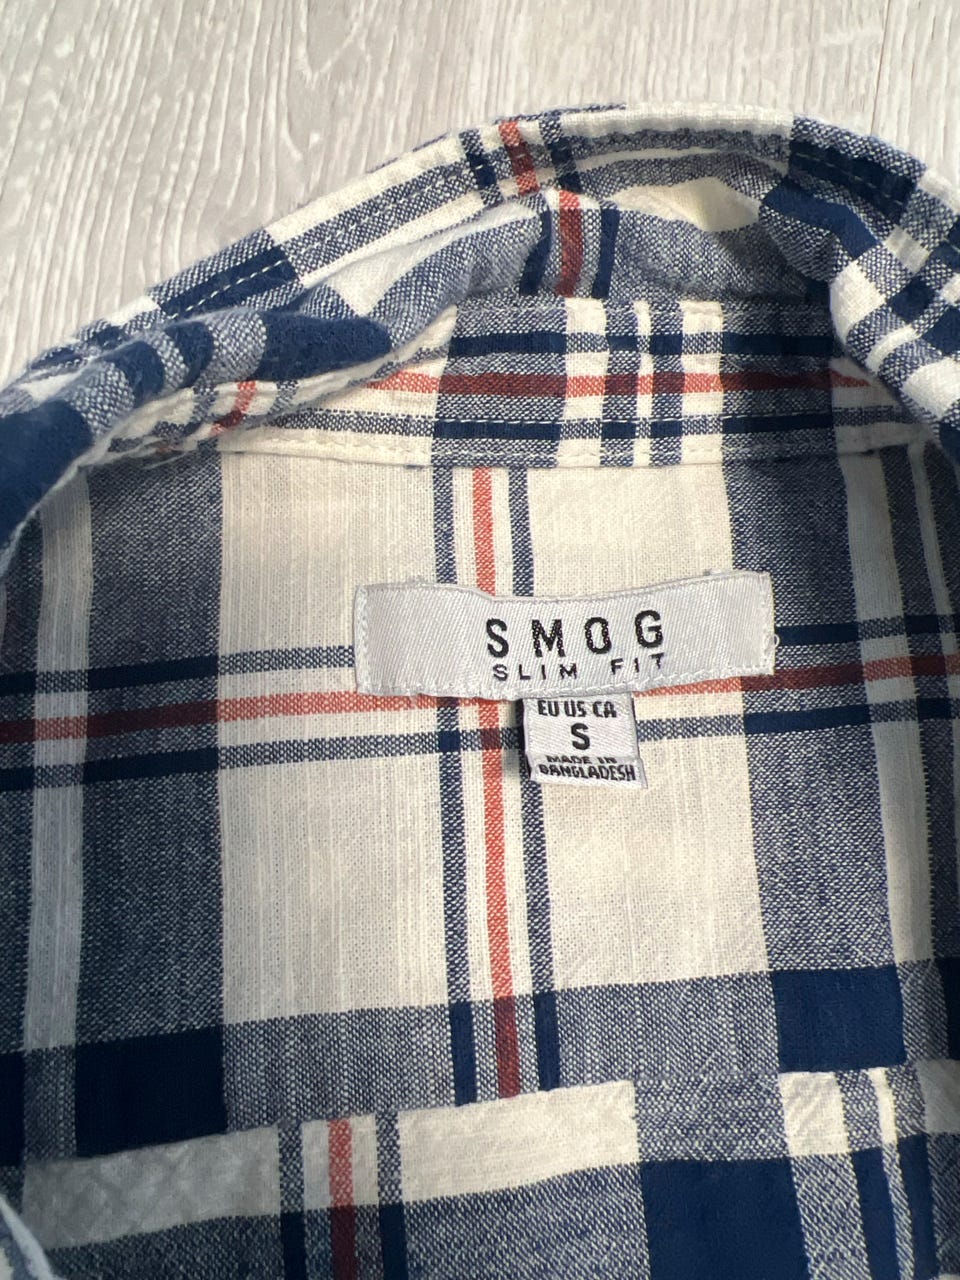 SMOG
SLIM FIT
EU US CA
S
MADE IN
BANGLADESH